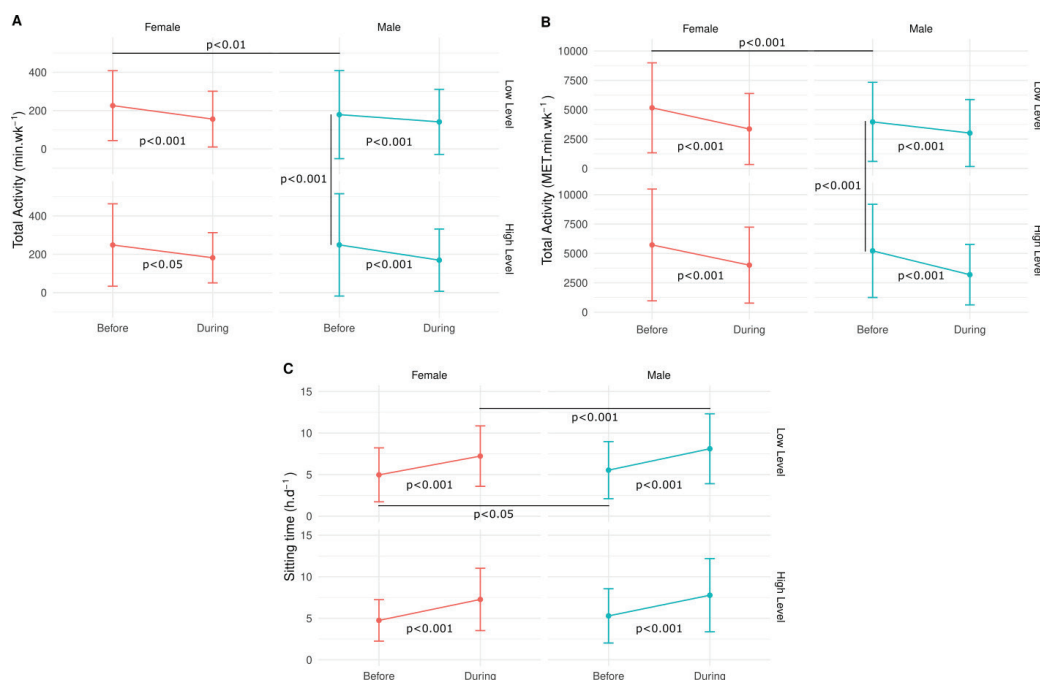 A
Female
Male
p<0.01
Total Activity (min.wk⁻¹)
400
200
0
p<0.001
P<0.001
Low Level
p<0.001
400
200
0
p<0.05
p<0.001
High Level
Before
During
Before
During
B
Female
Male
p<0.001
Total Activity (MET.min.wk⁻¹)
10000
7500
5000
2500
0
p<0.001
p<0.001
Low Level
p<0.001
10000
7500
5000
2500
0
p<0.001
p<0.001
High Level
Before
During
Before
During
C
Female
Male
Sitting time (h.d⁻¹)
15
10
5
0
p<0.001
p<0.001
p<0.001
Low Level
p<0.05
15
10
5
0
p<0.001
p<0.001
High Level
Before
During
Before
During